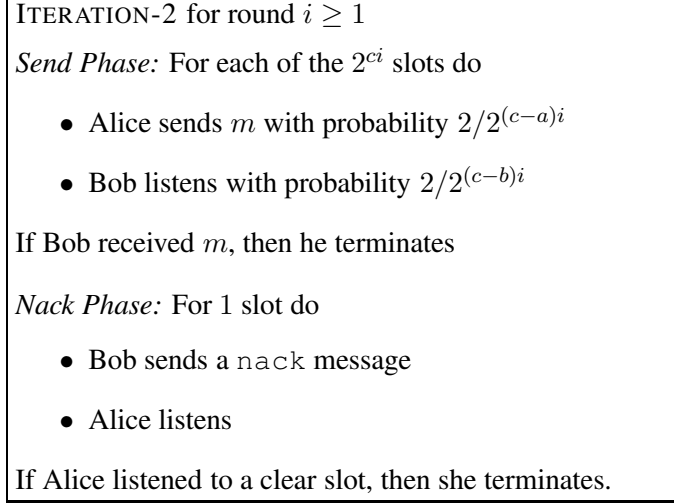 ITERATION-2 for round $i \geq 1$
Send Phase: For each of the $2^{ci}$ slots do
• Alice sends $m$ with probability $2/2^{(c-a)i}$
• Bob listens with probability $2/2^{(c-b)i}$
If Bob received $m$, then he terminates
Nack Phase: For 1 slot do
• Bob sends a nack message
• Alice listens
If Alice listened to a clear slot, then she terminates.